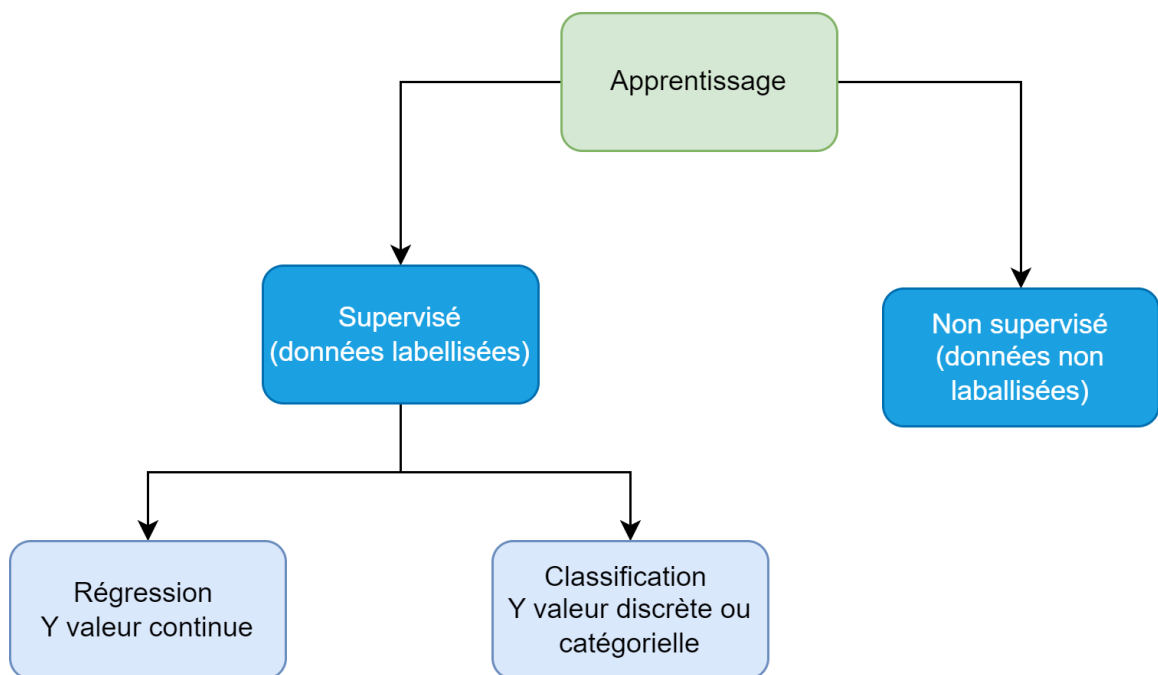 Apprentissage
Supervisé
(données labellisées)
Non supervisé
(données non
laballisées)
Régression
Y valeur continue
Classification
Y valeur discrète ou
catégorielle